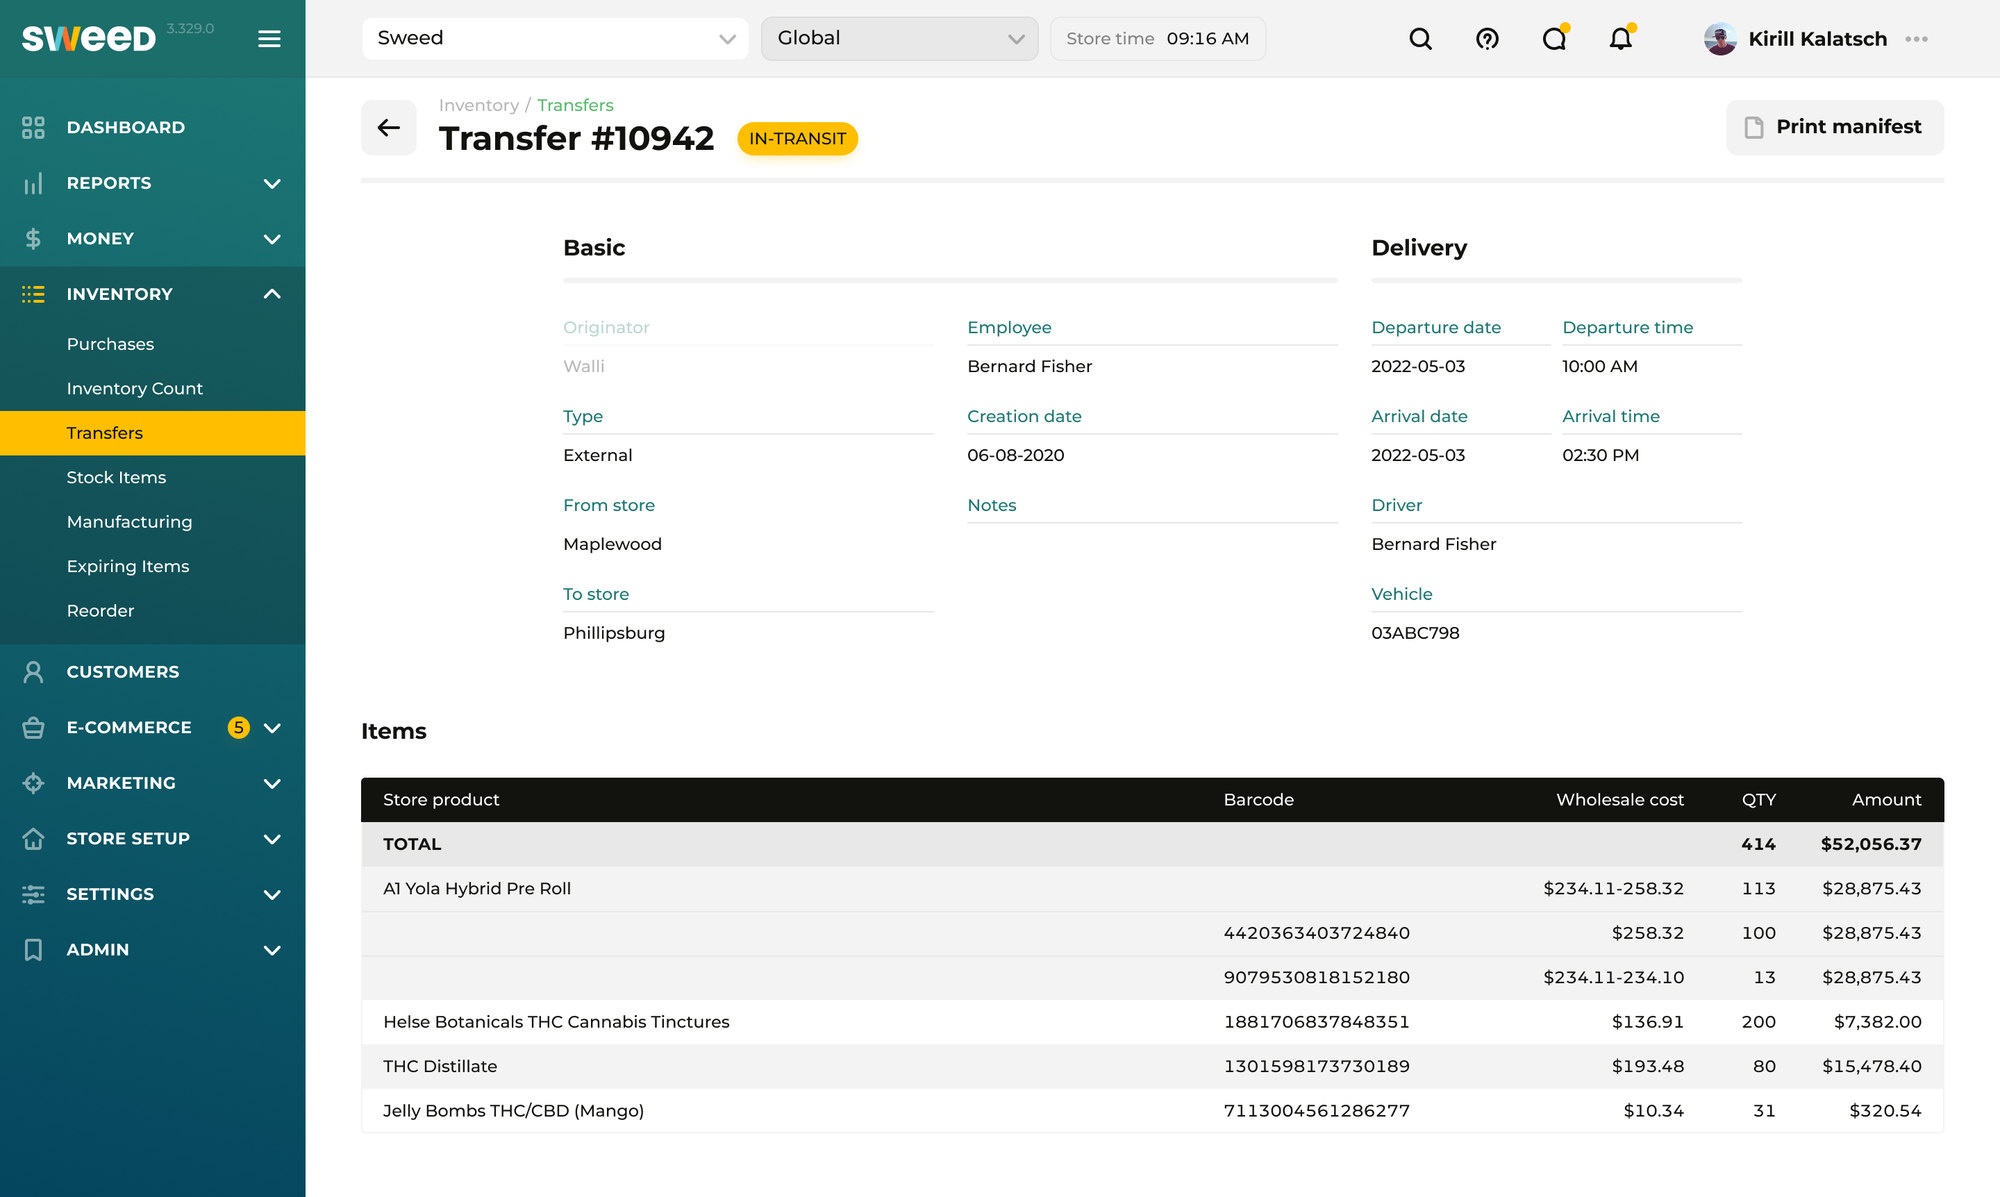 SWEED 3.329.0
Sweed
Global
Store time 09:16 AM
Kirill Kalatsch
DASHBOARD
REPORTS
MONEY
INVENTORY
Purchases
Inventory Count
Transfers
Stock Items
Manufacturing
Expiring Items
Reorder
CUSTOMERS
E-COMMERCE 5
MARKETING
STORE SETUP
SETTINGS
ADMIN
Inventory / Transfers
Transfer #10942 IN-TRANSIT
Print manifest
Basic
Originator
Walli
Type
External
From store
Maplewood
To store
Phillipsburg
Employee
Bernard Fisher
Creation date
06-08-2020
Notes
Delivery
Departure date Departure time
2022-05-03 10:00 AM
Arrival date Arrival time
2022-05-03 02:30 PM
Driver
Bernard Fisher
Vehicle
03ABC798
Items
Store product Barcode Wholesale cost QTY Amount
TOTAL 414 $52,056.37
A1 Yola Hybrid Pre Roll $234.11-258.32 113 $28,875.43
4420363403724840 $258.32 100 $28,875.43
9079530818152180 $234.11-234.10 13 $28,875.43
Helse Botanicals THC Cannabis Tinctures 1881706837848351 $136.91 200 $7,382.00
THC Distillate 1301598173730189 $193.48 80 $15,478.40
Jelly Bombs THC/CBD (Mango) 7113004561286277 $10.34 31 $320.54